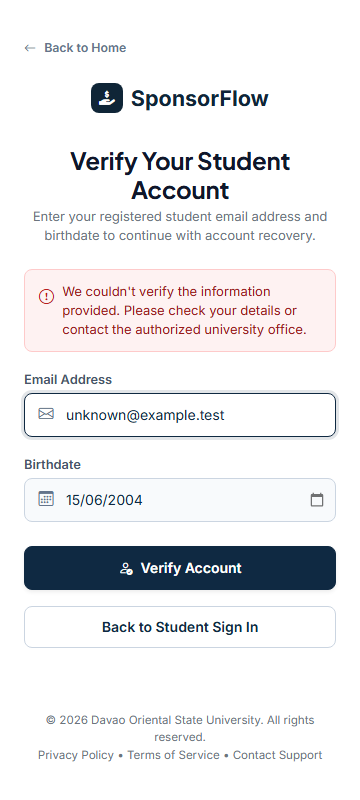 ← Back to Home
SponsorFlow
Verify Your Student
Account
Enter your registered student email address and
birthdate to continue with account recovery.
We couldn't verify the information
provided. Please check your details or
contact the authorized university office.
Email Address
unknown@example.test
Birthdate
15/06/2004
Verify Account
Back to Student Sign In
© 2026 Davao Oriental State University. All rights
reserved.
Privacy Policy • Terms of Service • Contact Support